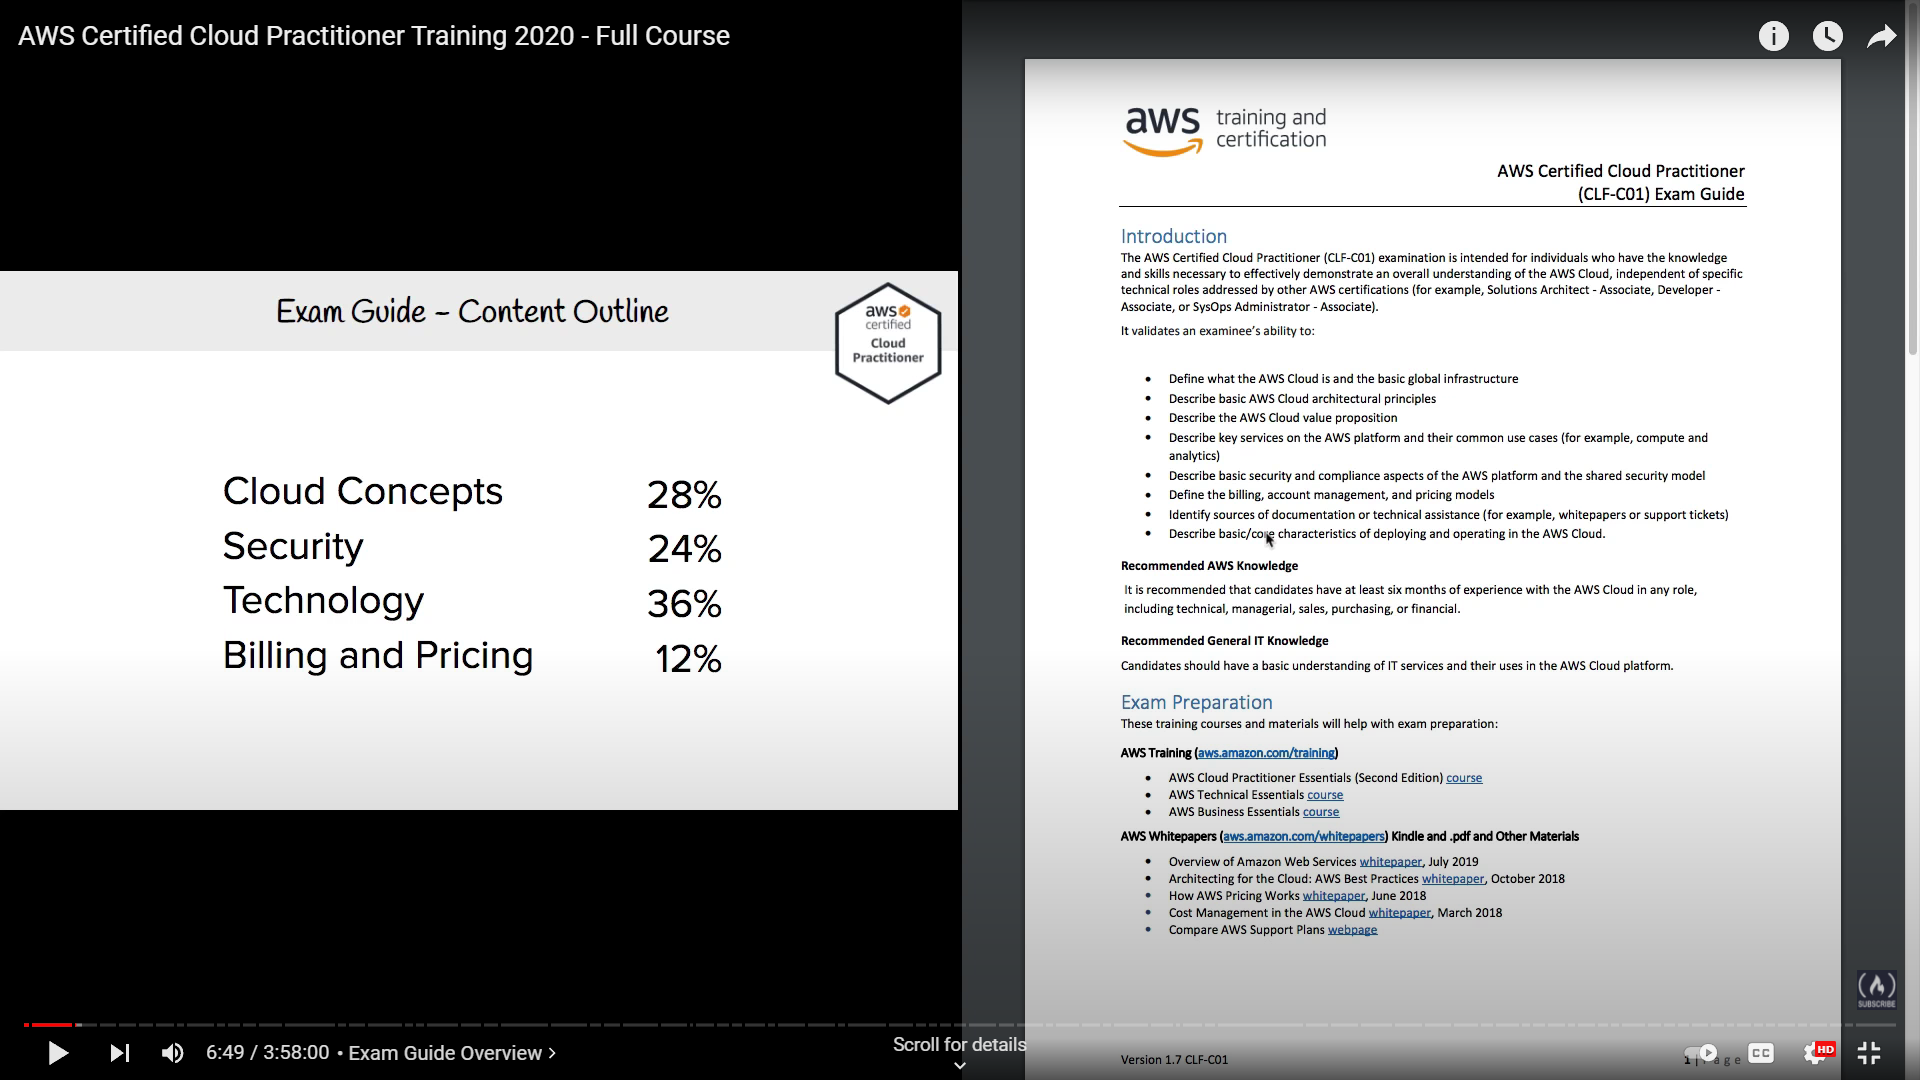 AWS Certified Cloud Practitioner Training 2020 - Full Course
Exam Guide – Content Outline
aws
certified
Cloud
Practitioner
Cloud Concepts 28%
Security 24%
Technology 36%
Billing and Pricing 12%
aws training and
certification
AWS Certified Cloud Practitioner
(CLF-C01) Exam Guide
Introduction
The AWS Certified Cloud Practitioner (CLF-C01) examination is intended for individuals who have the knowledge
and skills necessary to effectively demonstrate an overall understanding of the AWS Cloud, independent of specific
technical roles addressed by other AWS certifications (for example, Solutions Architect - Associate, Developer -
Associate, or SysOps Administrator - Associate).
It validates an examinee’s ability to:
• Define what the AWS Cloud is and the basic global infrastructure
• Describe basic AWS Cloud architectural principles
• Describe the AWS Cloud value proposition
• Describe key services on the AWS platform and their common use cases (for example, compute and
analytics)
• Describe basic security and compliance aspects of the AWS platform and the shared security model
• Define the billing, account management, and pricing models
• Identify sources of documentation or technical assistance (for example, whitepapers or support tickets)
• Describe basic/core characteristics of deploying and operating in the AWS Cloud.
Recommended AWS Knowledge
It is recommended that candidates have at least six months of experience with the AWS Cloud in any role,
including technical, managerial, sales, purchasing, or financial.
Recommended General IT Knowledge
Candidates should have a basic understanding of IT services and their uses in the AWS Cloud platform.
Exam Preparation
These training courses and materials will help with exam preparation:
AWS Training (aws.amazon.com/training)
• AWS Cloud Practitioner Essentials (Second Edition) course
• AWS Technical Essentials course
• AWS Business Essentials course
AWS Whitepapers (aws.amazon.com/whitepapers) Kindle and .pdf and Other Materials
• Overview of Amazon Web Services whitepaper, July 2019
• Architecting for the Cloud: AWS Best Practices whitepaper, October 2018
• How AWS Pricing Works whitepaper, June 2018
• Cost Management in the AWS Cloud whitepaper, March 2018
• Compare AWS Support Plans webpage
SUBSCRIBE
6:49 / 3:58:00 • Exam Guide Overview >
Scroll for details
Version 1.7 CLF-C01
CC
HD